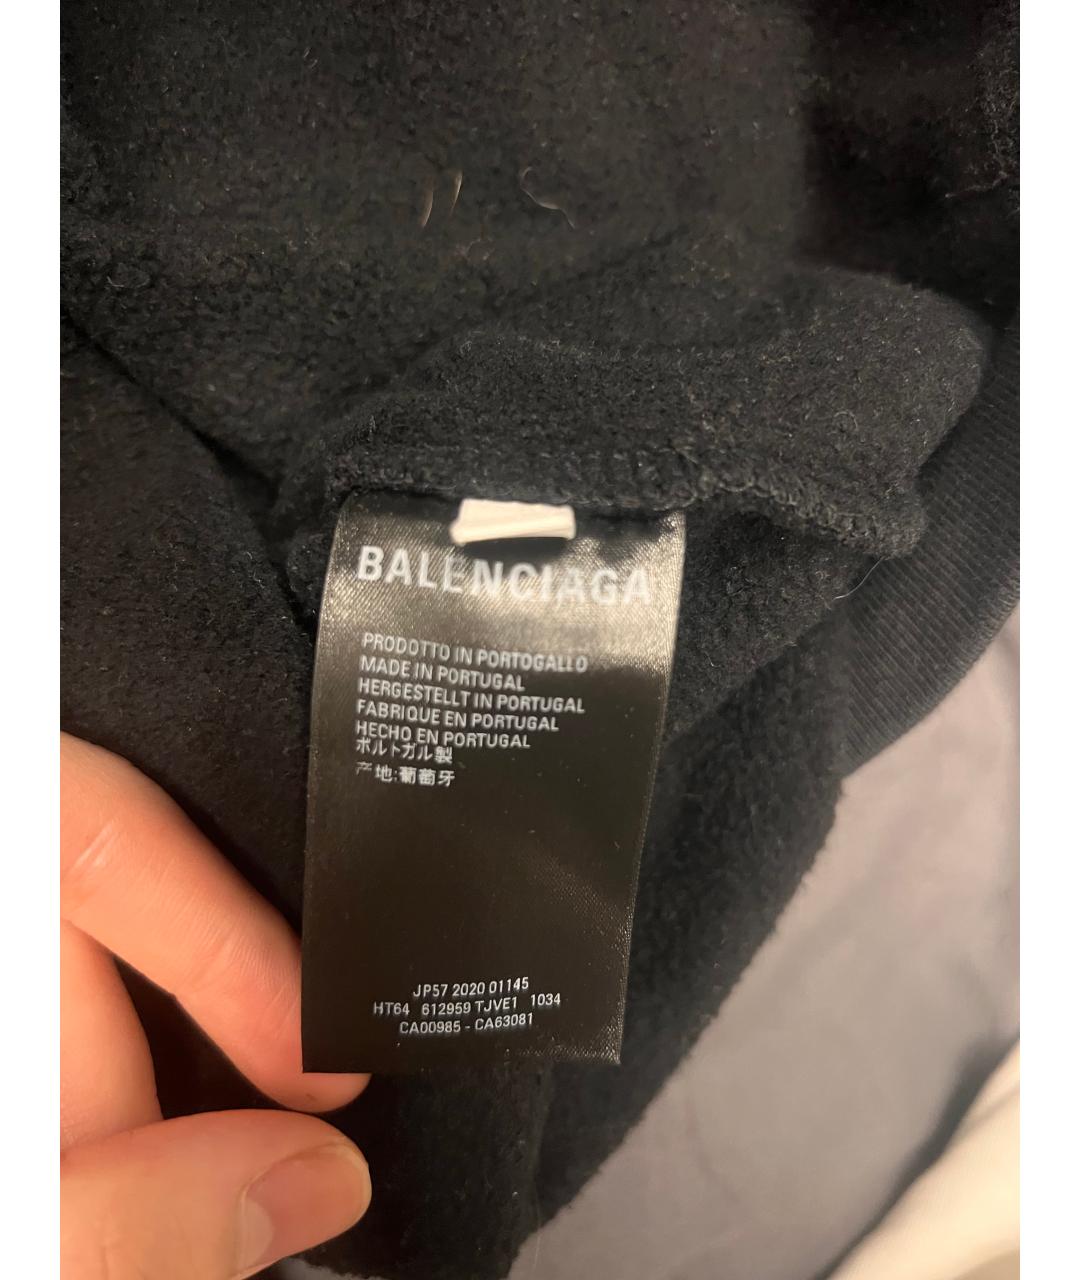 BALENCIAGA
PRODOTTO IN PORTOGALLO
MADE IN PORTUGAL
HERGESTELLT IN PORTUGAL
FABRIQUE EN PORTUGAL
HECHO EN PORTUGAL
ポルトガル製
产地:葡萄牙
JP57 2020 01145
HT64 612959 TJVE1 1034
CA00985 - CA63081